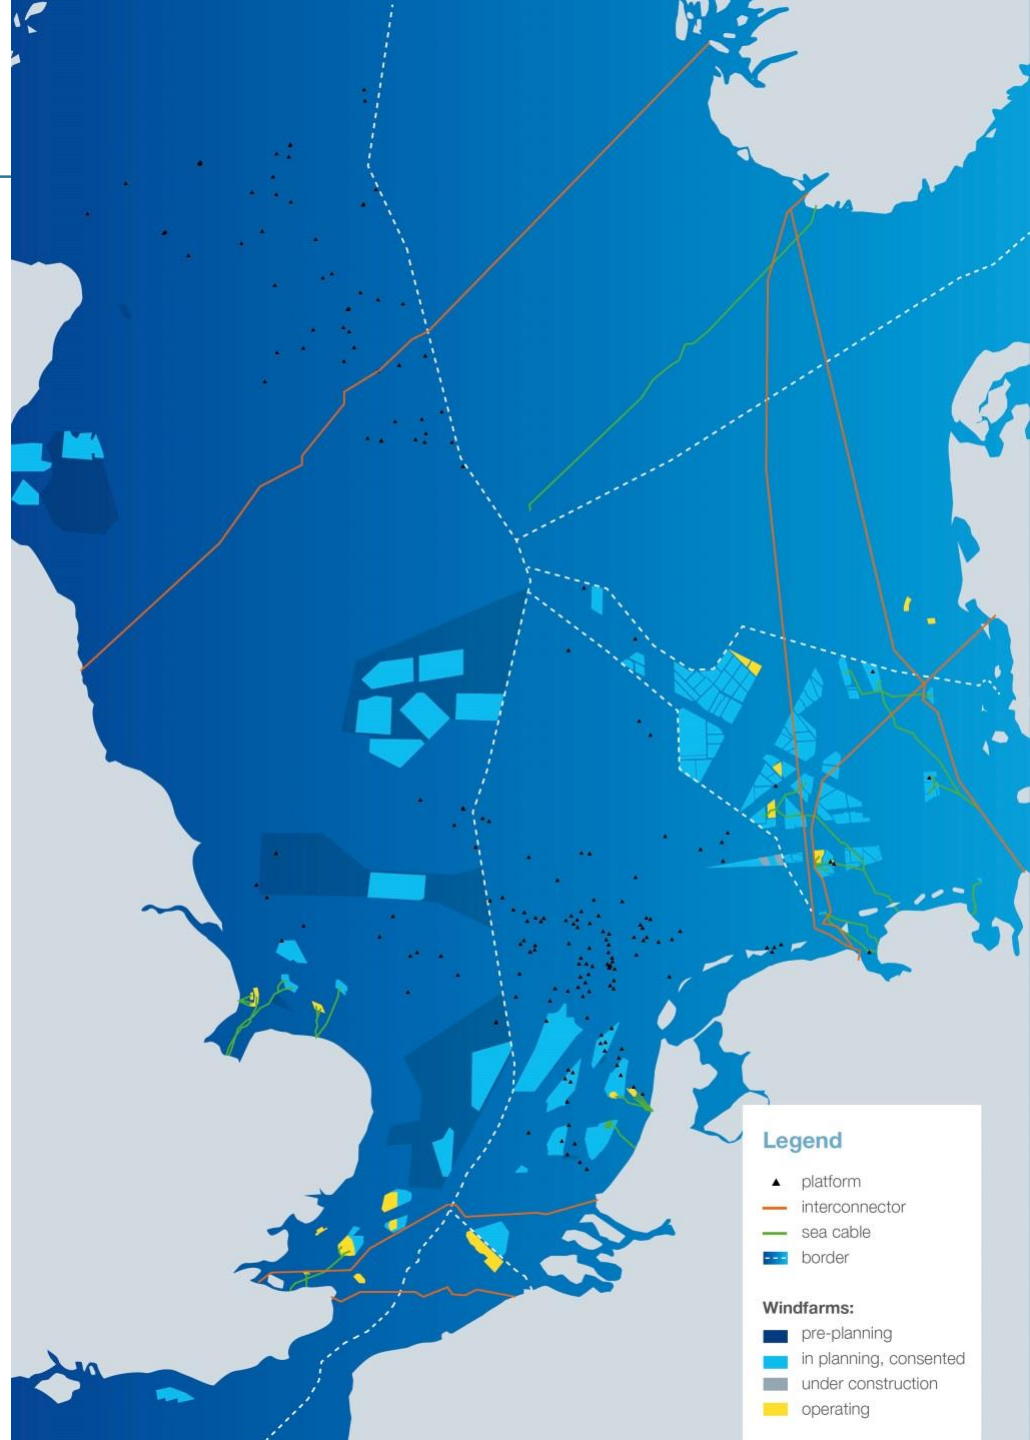 Legend
platform
interconnector
sea cable
border
Windfarms:
pre-planning
in planning, consented
under construction
operating